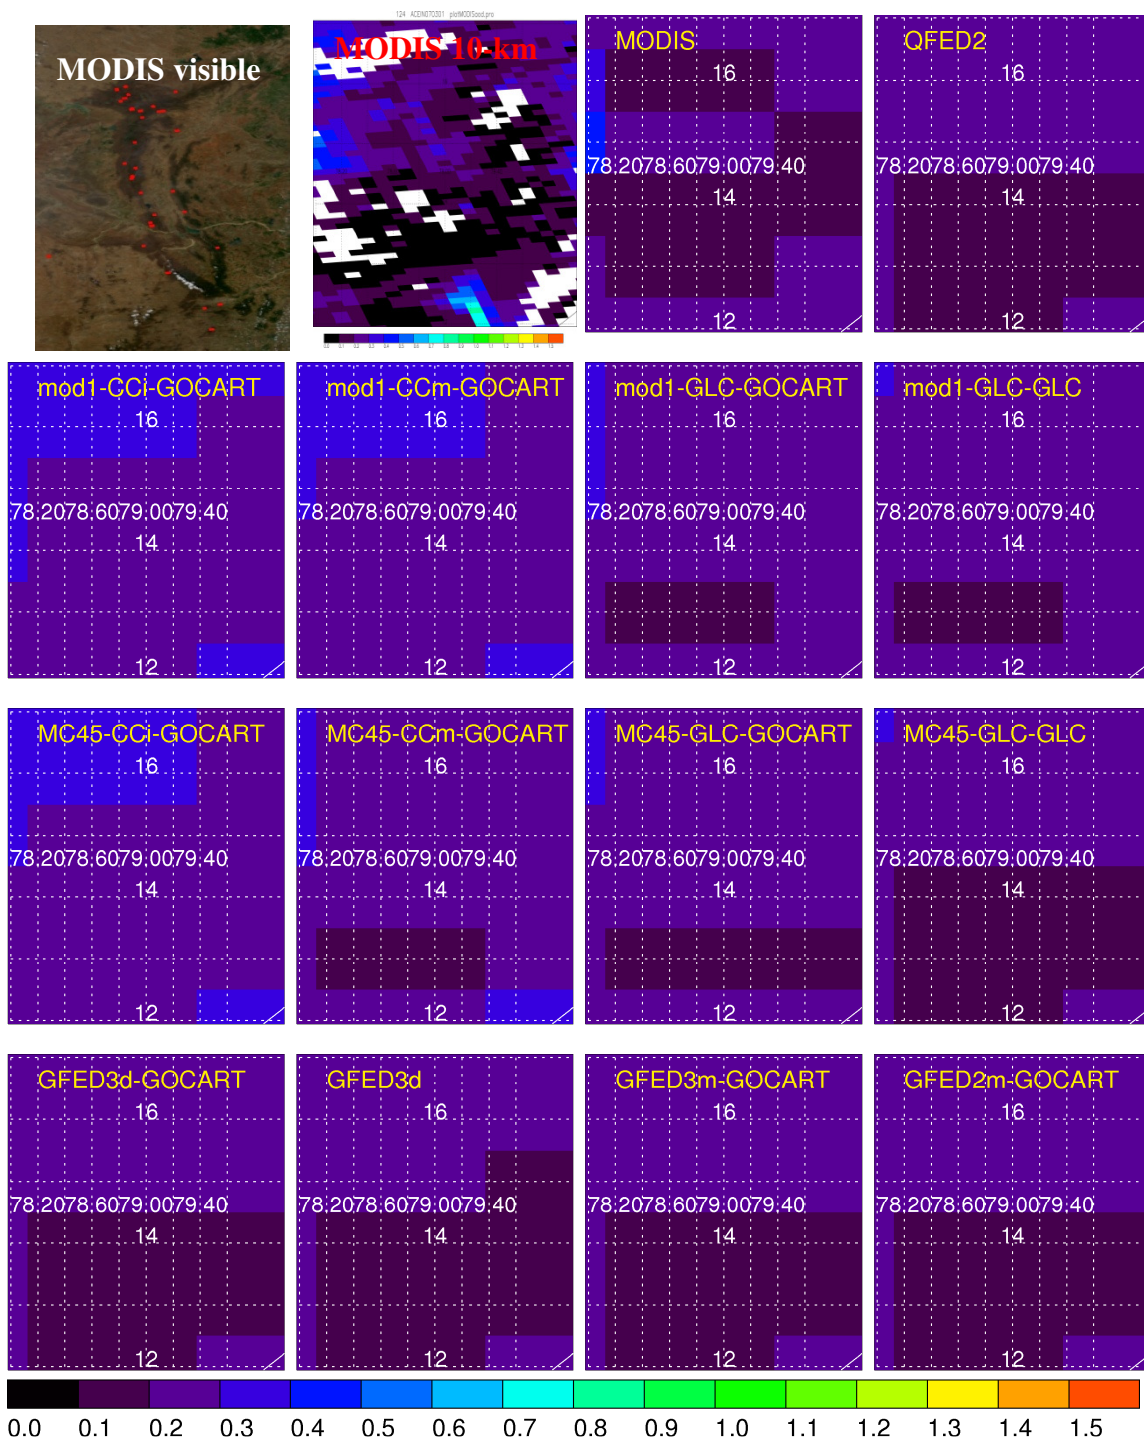 124 ACEIN070301 plotMODISaod.pro
MODIS visible
MODIS 10-km
MODIS
16
78.20 78.60 79.00 79.40
14
12
QFED2
16
78.20 78.60 79.00 79.40
14
12
mod1-CCi-GOCART
16
78.20 78.60 79.00 79.40
14
12
mod1-CCm-GOCART
16
78.20 78.60 79.00 79.40
14
12
mod1-GLC-GOCART
16
78.20 78.60 79.00 79.40
14
12
mod1-GLC-GLC
16
78.20 78.60 79.00 79.40
14
12
MC45-CCi-GOCART
16
78.20 78.60 79.00 79.40
14
12
MC45-CCm-GOCART
16
78.20 78.60 79.00 79.40
14
12
MC45-GLC-GOCART
16
78.20 78.60 79.00 79.40
14
12
MC45-GLC-GLC
16
78.20 78.60 79.00 79.40
14
12
GFED3d-GOCART
16
78.20 78.60 79.00 79.40
14
12
GFED3d
16
78.20 78.60 79.00 79.40
14
12
GFED3m-GOCART
16
78.20 78.60 79.00 79.40
14
12
GFED2m-GOCART
16
78.20 78.60 79.00 79.40
14
12
0.0 0.1 0.2 0.3 0.4 0.5 0.6 0.7 0.8 0.9 1.0 1.1 1.2 1.3 1.4 1.5